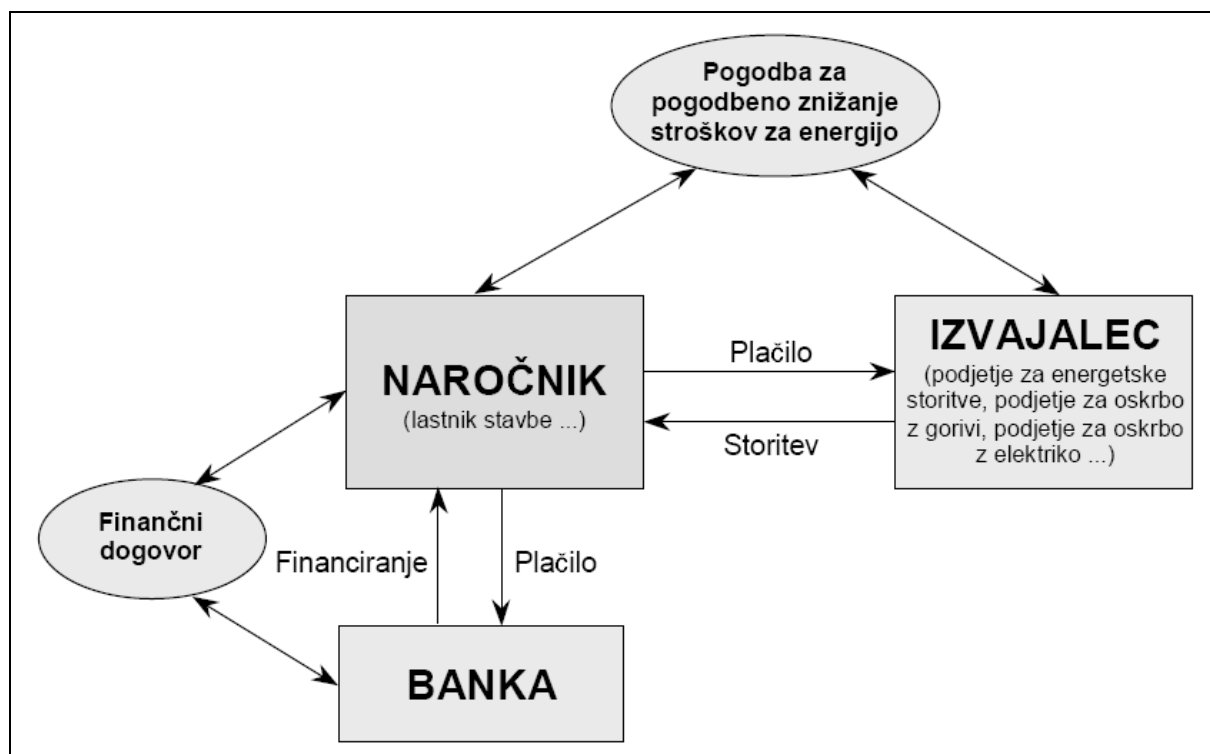 Pogodba za
pogodbeno znižanje
stroškov za energijo
NAROČNIK
(lastnik stavbe ...)
Plačilo
Storitev
IZVAJALEC
(podjetje za energetske
storitve, podjetje za oskrbo
z gorivi, podjetje za oskrbo
z elektriko ...)
Finančni
dogovor
Financiranje
Plačilo
BANKA